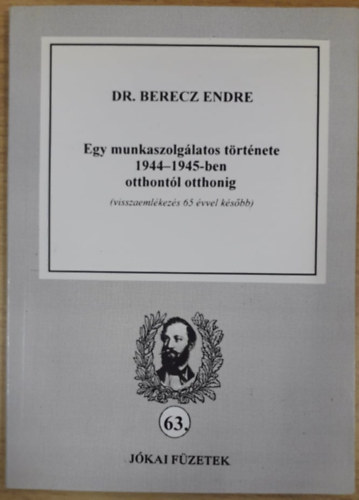 DR. BERECZ ENDRE
Egy munkaszolgálatos története
1944–1945-ben
otthontól otthonig
(visszaemlékezés 65 évvel később)
63.
JÓKAI FÜZETEK